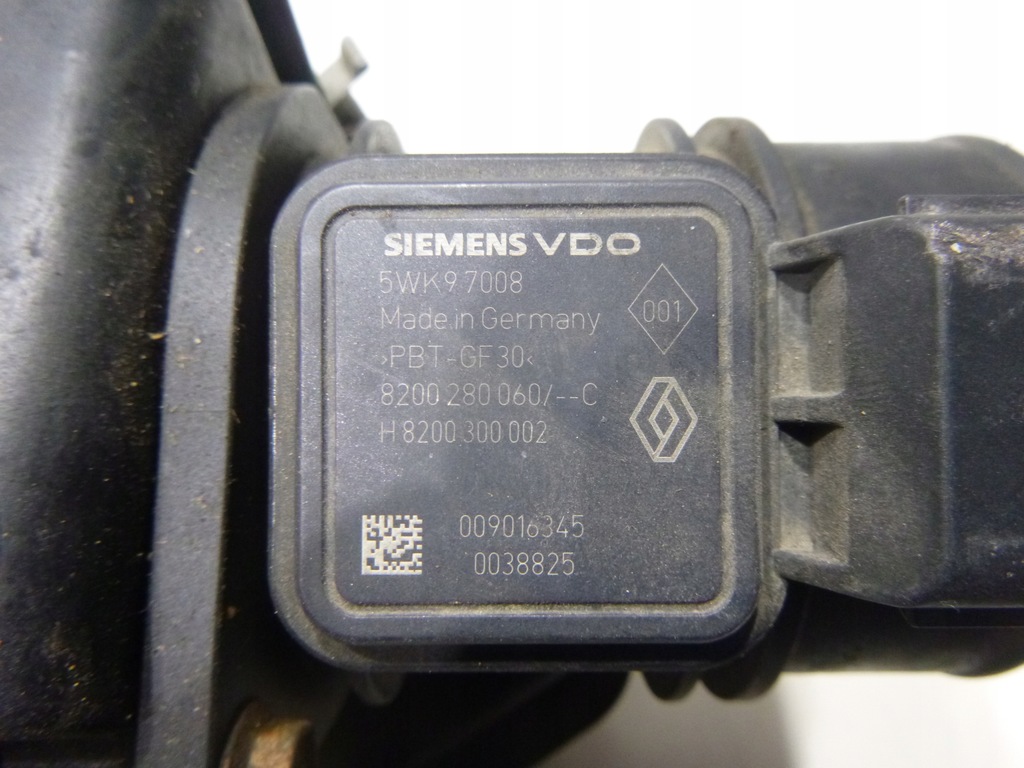 SIEMENS VDO
5WK9 7008
001
Made in Germany
›PBT-GF30‹
8200 280 060/--C
H 8200 300 002
009016345
0038825